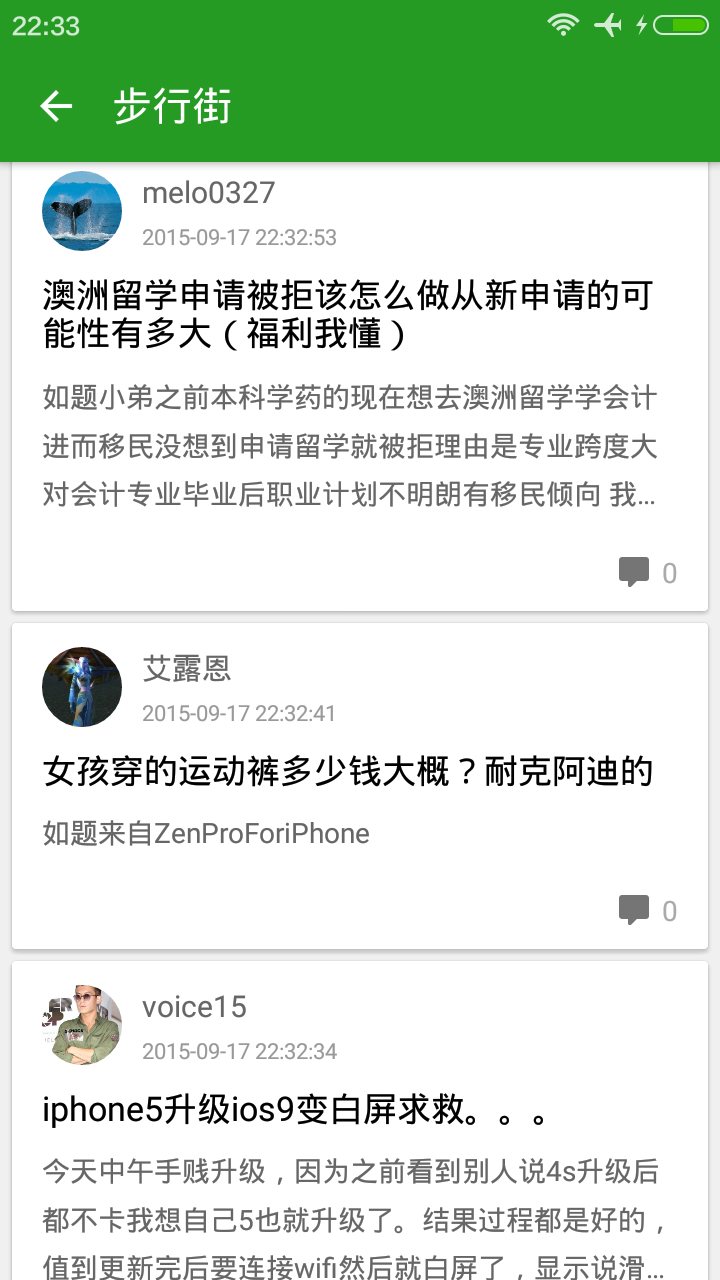 22:33
步行街
melo0327
2015-09-17 22:32:53
澳洲留学申请被拒该怎么做从新申请的可
能性有多大（福利我懂）
如题小弟之前本科学药的现在想去澳洲留学学会计
进而移民没想到申请留学就被拒理由是专业跨度大
对会计专业毕业后职业计划不明朗有移民倾向 我...
0
艾露恩
2015-09-17 22:32:41
女孩穿的运动裤多少钱大概？耐克阿迪的
如题来自ZenProForiPhone
0
voice15
2015-09-17 22:32:34
iphone5升级ios9变白屏求救。。。
今天中午手贱升级，因为之前看到别人说4s升级后
都不卡我想自己5也就升级了。结果过程都是好的，
值到更新完后要连接wifi然后就白屏了，显示说滑...